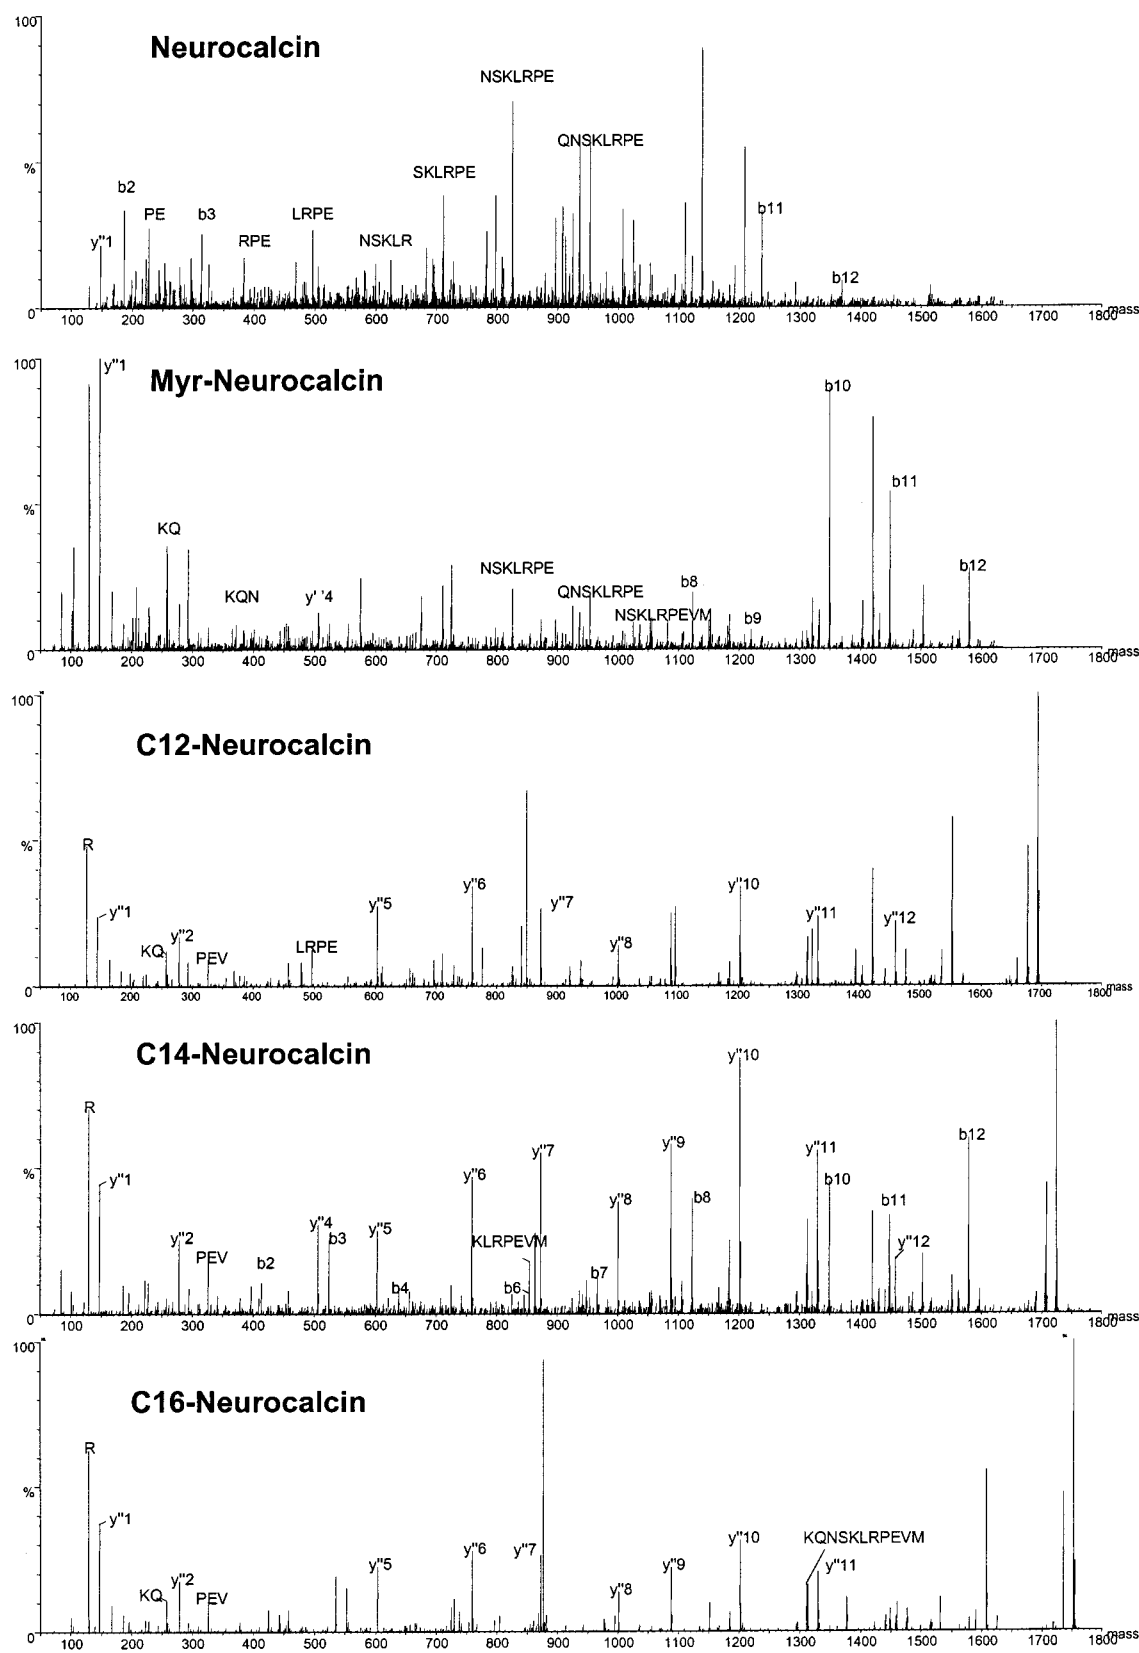 100
Neurocalcin
NSKLRPE
QNSKLRPE
%
SKLRPE
b2
PE
b3
LRPE
b11
y"1
RPE
NSKLR
b12
0
100 200 300 400 500 600 700 800 900 1000 1100 1200 1300 1400 1500 1600 1700 1800 mass
100
y"1
Myr-Neurocalcin
b10
b11
%
KQ
NSKLRPE
b8
b12
KQN
y' '4
QNSKLRPE
NSKLRPEVM
b9
0
100 200 300 400 500 600 700 800 900 1000 1100 1200 1300 1400 1500 1600 1700 1800 mass
100
C12-Neurocalcin
%
R
y"1
y"5
y"6
y"7
y"10
y"11
y"12
KQ
y"2
PEV
LRPE
y"8
0
100 200 300 400 500 600 700 800 900 1000 1100 1200 1300 1400 1500 1600 1700 1800 mass
100
C14-Neurocalcin
y"10
R
y"9
y"11
b12
%
y"1
y"6
y"7
y"8
b8
b10
b11
y"2
PEV
b2
y"4
b3
y"5
KLRPEVM
y"12
b4
b6
b7
0
100 200 300 400 500 600 700 800 900 1000 1100 1200 1300 1400 1500 1600 1700 1800 mass
100
C16-Neurocalcin
R
%
y"1
y"6
y"7
y"10
KQNSKLRPEVM
KQ
y"2
PEV
y"5
y"8
y"9
y"11
0
100 200 300 400 500 600 700 800 900 1000 1100 1200 1300 1400 1500 1600 1700 1800 mass